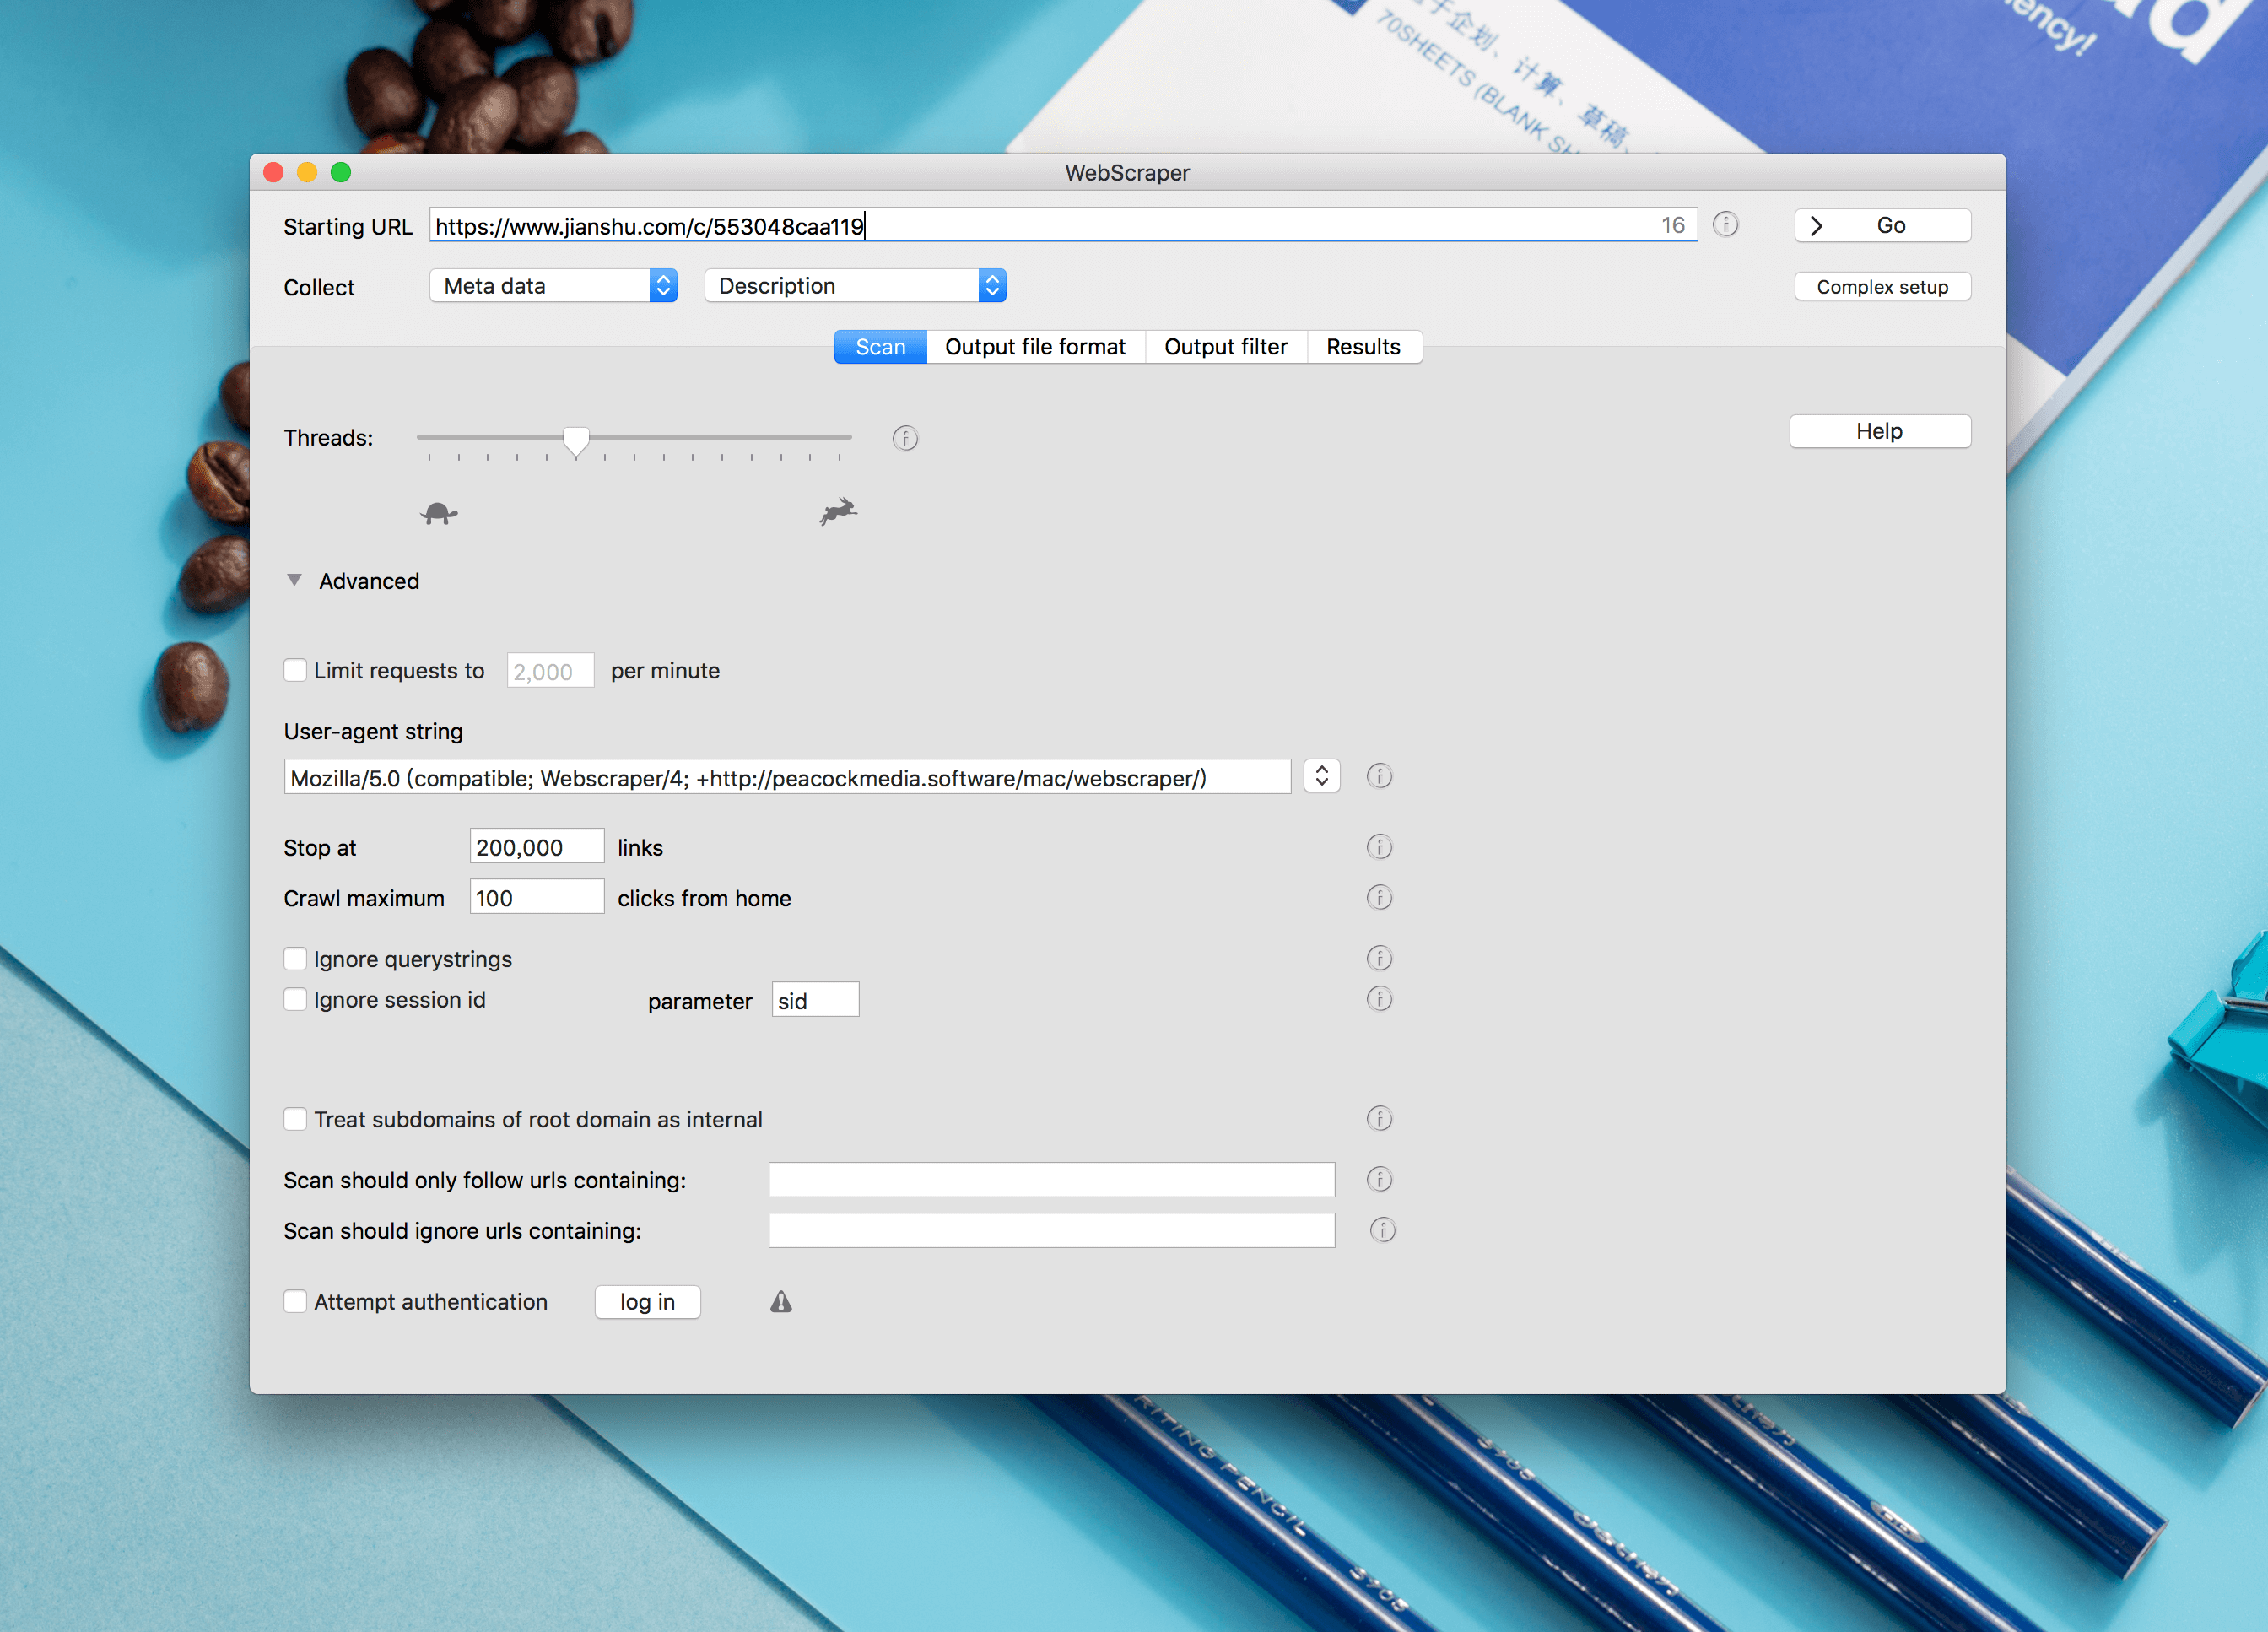 企划、计算、草稿、
70SHEETS (BLANK SH
ency!
WebScraper
Starting URL https://www.jianshu.com/c/553048caa119 16 Go
Collect Meta data Description Complex setup
Scan Output file format Output filter Results
Threads: Help
Advanced
Limit requests to 2,000 per minute
User-agent string
Mozilla/5.0 (compatible; Webscraper/4; +http://peacockmedia.software/mac/webscraper/)
Stop at 200,000 links
Crawl maximum 100 clicks from home
Ignore querystrings
Ignore session id parameter sid
Treat subdomains of root domain as internal
Scan should only follow urls containing:
Scan should ignore urls containing:
Attempt authentication log in
RITING PENCIL